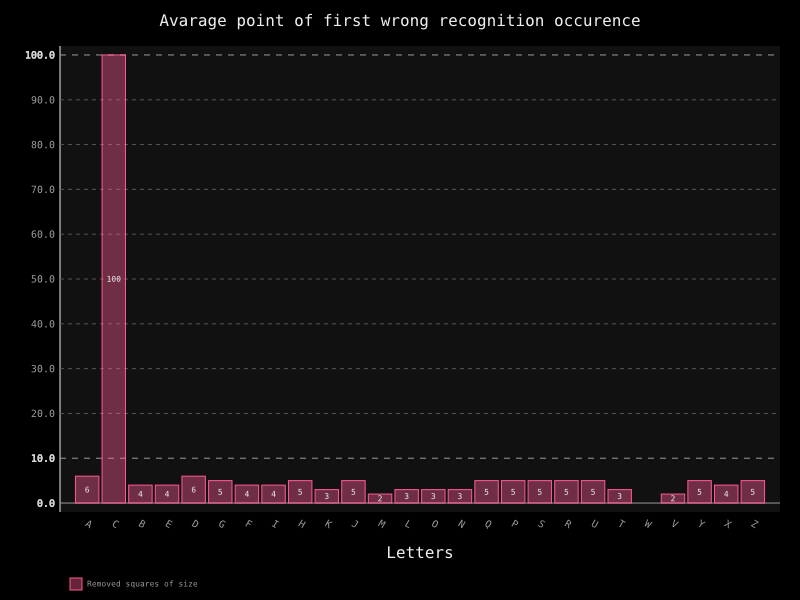 Avarage point of first wrong recognition occurence
100.0
90.0
80.0
70.0
60.0
50.0
40.0
30.0
20.0
10.0
0.0
6 100 4 4 6 5 4 4 5 3 5 2 3 3 3 5 5 5 5 5 3 2 5 4 5
A C B E D G F I H K J M L O N Q P S R U T W V Y X Z
Letters
Removed squares of size